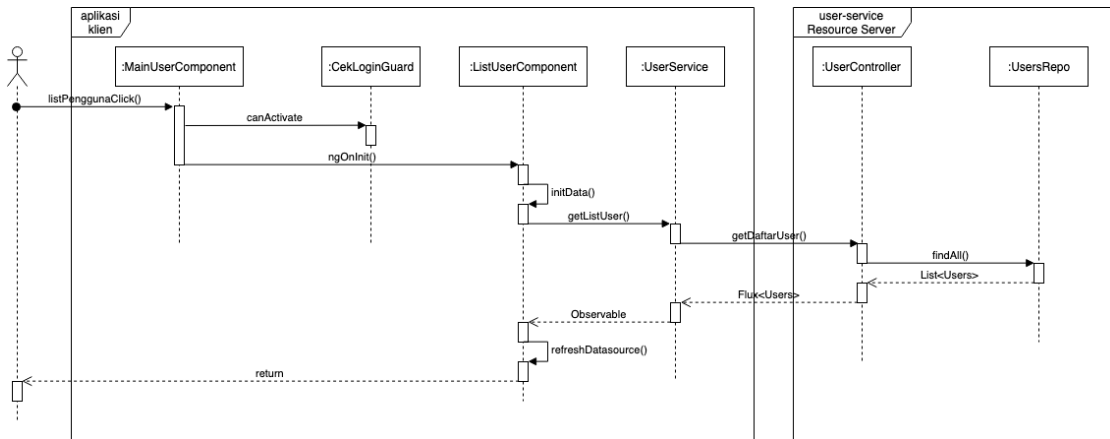 aplikasi
klien
user-service
Resource Server
:MainUserComponent
:CekLoginGuard
:ListUserComponent
:UserService
:UserController
:UsersRepo
listPenggunaClick()
canActivate
ngOnInit()
initData()
getListUser()
getDaftarUser()
findAll()
List<Users>
Flux<Users>
Observable
refreshDatasource()
return